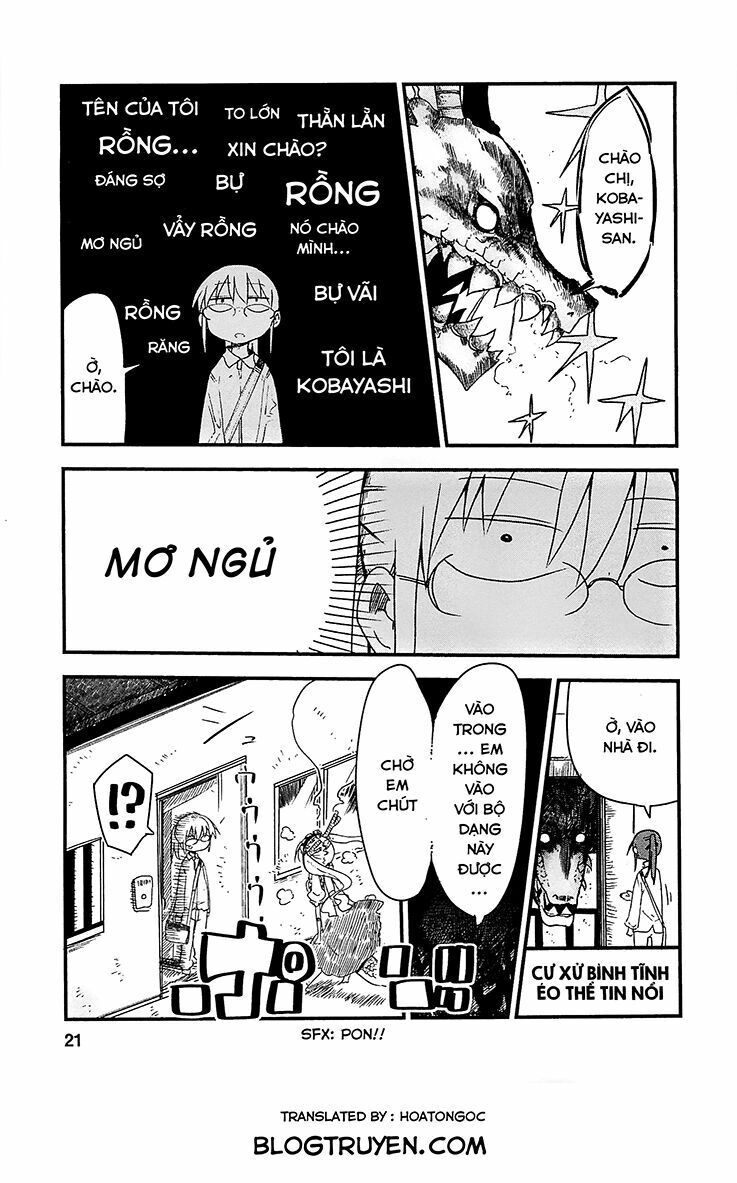 CHÀO
CHỊ,
KOBA-
YASHI-
SAN.
TÊN CỦA TÔI
TO LỚN
THẰN LẰN
RỒNG...
XIN CHÀO?
ĐÁNG SỢ
BỰ
RỒNG
MƠ NGỦ
VẨY RỒNG
NÓ CHÀO
MÌNH...
BỰ VÃI
RỒNG
RĂNG
TÔI LÀ
KOBAYASHI
Ờ,
CHÀO.
MƠ NGỦ
Ờ, VÀO
NHÀ ĐI.
CƯ XỬ BÌNH TĨNH
ÉO THỂ TIN NỔI
VÀO
TRONG
... EM
KHÔNG
VÀO
VỚI BỘ
DẠNG
NÀY
ĐƯỢC
...
CHỜ
EM
CHÚT
!?
SFX: PON!!
21
TRANSLATED BY : HOATONGOC
BLOGTRUYEN.COM